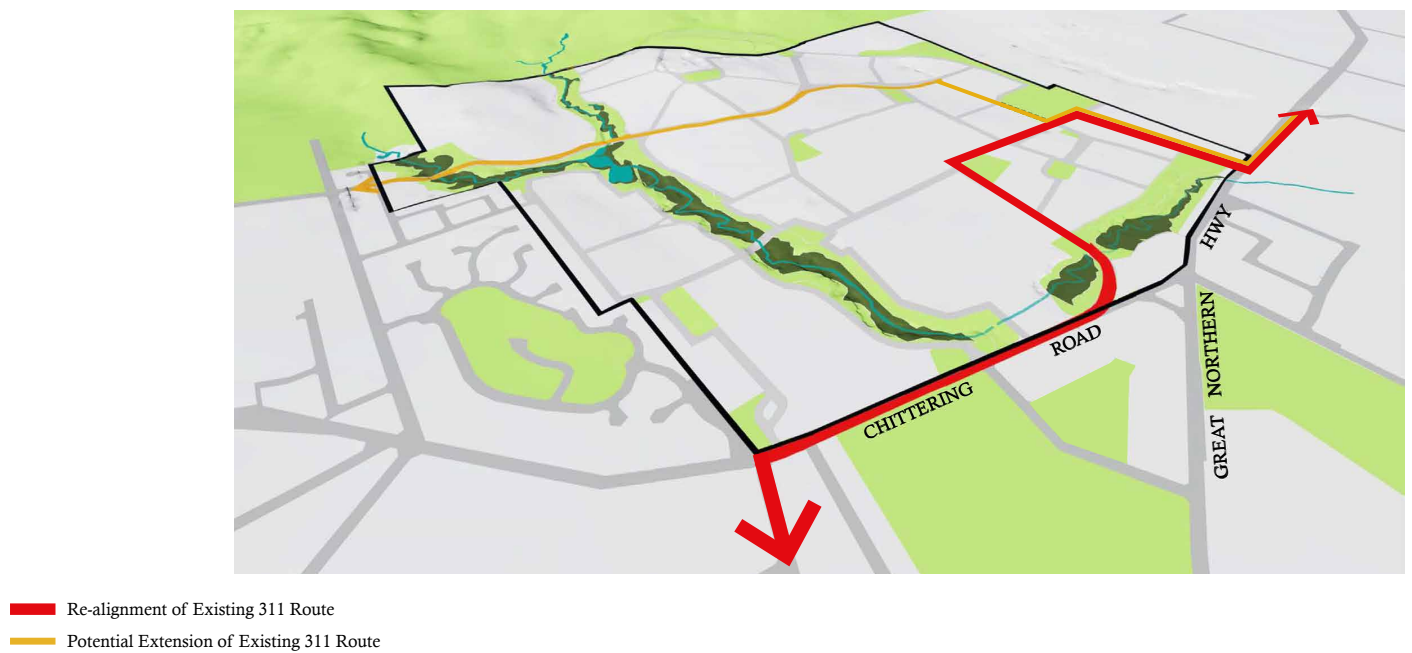 HWY
GREAT NORTHERN
CHITTERING ROAD
Re-alignment of Existing 311 Route
Potential Extension of Existing 311 Route